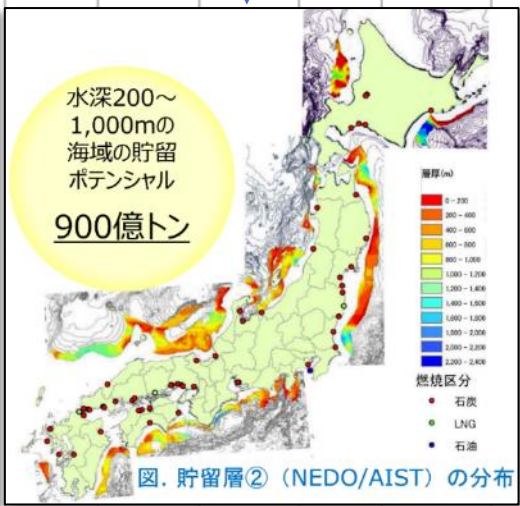 水深200～
1,000mの
海域の貯留
ポテンシャル
900億トン
層厚(m)
0 - 200
200 - 400
400 - 600
600 - 800
800 - 1,000
1,000 - 1,200
1,200 - 1,400
1,400 - 1,600
1,600 - 1,800
1,800 - 2,000
2,000 - 2,200
2,200 - 2,400
燃焼区分
石炭
LNG
石油
図. 貯留層②（NEDO/AIST）の分布